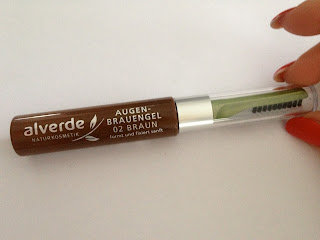 alverde
NATURKOSMETIK
AUGEN-
BRAUENGEL
02 BRAUN
formt und fixiert sanft